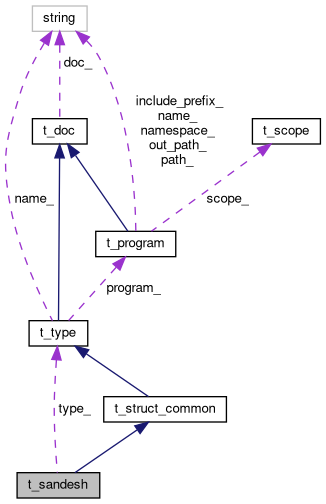 string
doc_
include_prefix_
name_
namespace_
out_path_
path_
t_doc
t_scope
name_
scope_
t_program
program_
t_type
type_
t_struct_common
t_sandesh